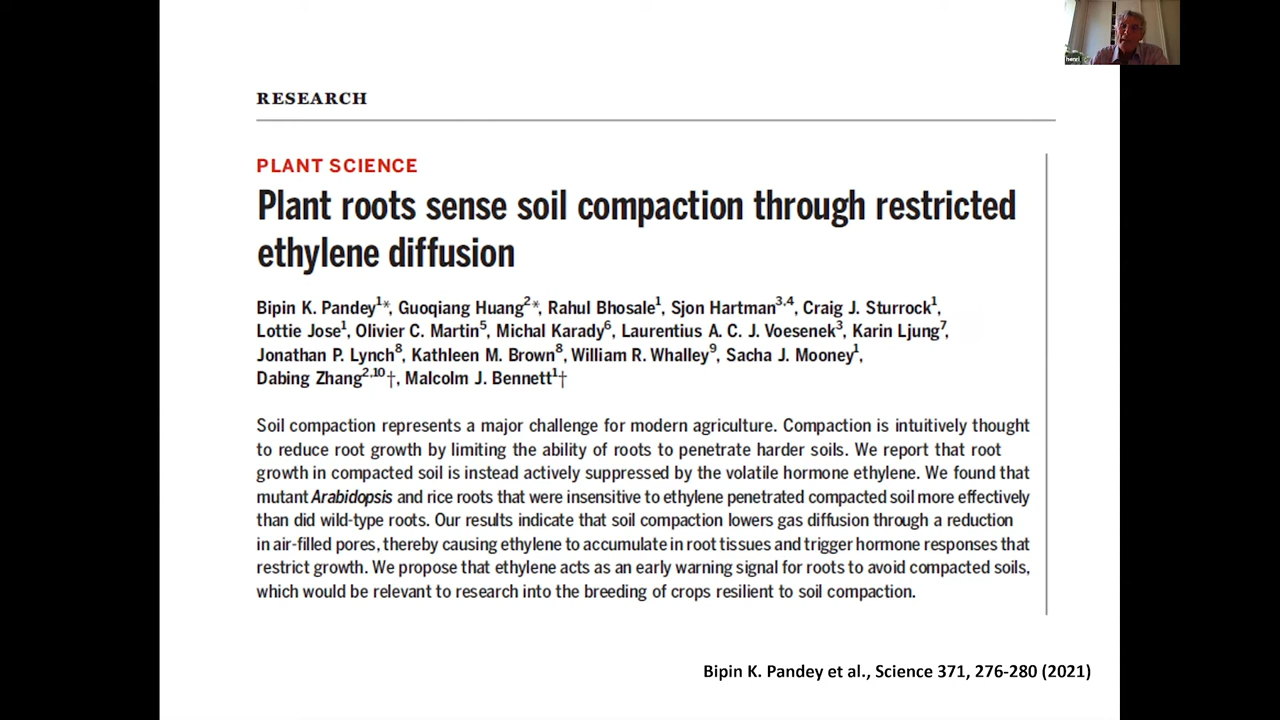 henri
RESEARCH
PLANT SCIENCE
Plant roots sense soil compaction through restricted
ethylene diffusion
Bipin K. Pandey1*, Guoqiang Huang2*, Rahul Bhosale1, Sjon Hartman3,4, Craig J. Sturrock1,
Lottie Jose1, Olivier C. Martin5, Michal Karady6, Laurentius A. C. J. Voesenek3, Karin Ljung7,
Jonathan P. Lynch8, Kathleen M. Brown8, William R. Whalley9, Sacha J. Mooney1,
Dabing Zhang2,10†, Malcolm J. Bennett1†
Soil compaction represents a major challenge for modern agriculture. Compaction is intuitively thought
to reduce root growth by limiting the ability of roots to penetrate harder soils. We report that root
growth in compacted soil is instead actively suppressed by the volatile hormone ethylene. We found that
mutant Arabidopsis and rice roots that were insensitive to ethylene penetrated compacted soil more effectively
than did wild-type roots. Our results indicate that soil compaction lowers gas diffusion through a reduction
in air-filled pores, thereby causing ethylene to accumulate in root tissues and trigger hormone responses that
restrict growth. We propose that ethylene acts as an early warning signal for roots to avoid compacted soils,
which would be relevant to research into the breeding of crops resilient to soil compaction.
Bipin K. Pandey et al., Science 371, 276-280 (2021)